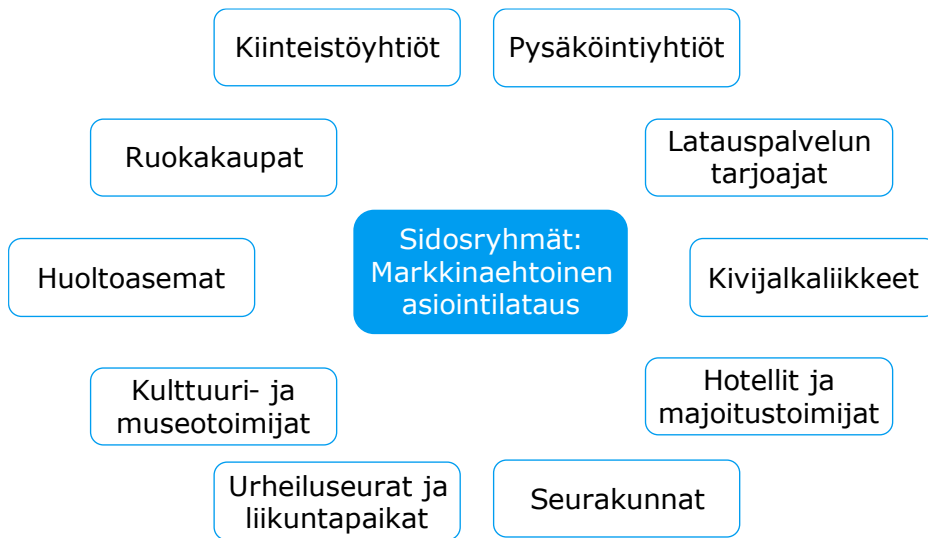 Kiinteistöyhtiöt
Pysäköintiyhtiöt
Ruokakaupat
Latauspalvelun
tarjoajat
Sidosryhmät:
Markkinaehtoinen
asiointilataus
Huoltoasemat
Kivijalkaliikkeet
Kulttuuri- ja
museotoimijat
Hotellit ja
majoitustoimijat
Urheiluseurat ja
liikuntapaikat
Seurakunnat